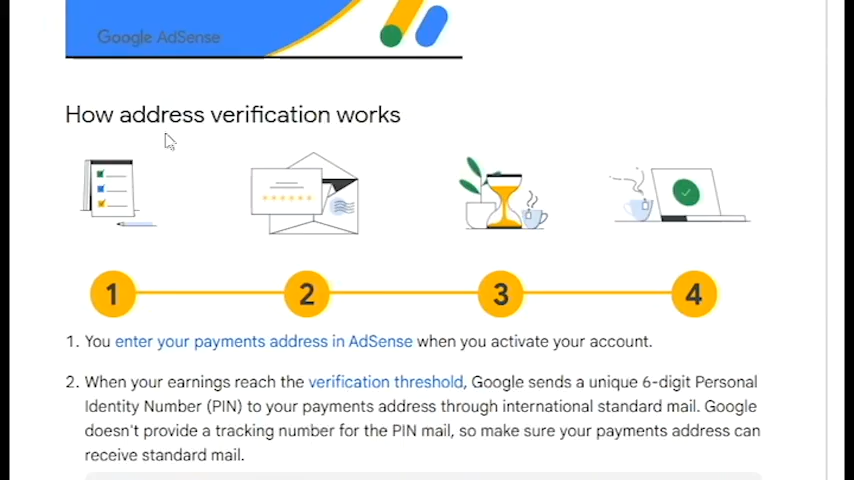 Google AdSense
How address verification works
1 2 3 4
1. You enter your payments address in AdSense when you activate your account.
2. When your earnings reach the verification threshold, Google sends a unique 6-digit Personal
Identity Number (PIN) to your payments address through international standard mail. Google
doesn't provide a tracking number for the PIN mail, so make sure your payments address can
receive standard mail.